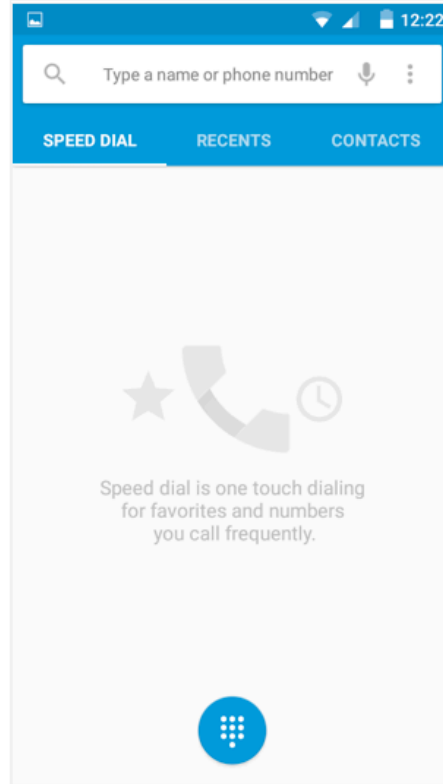 12:22
Type a name or phone number
SPEED DIAL RECENTS CONTACTS
Speed dial is one touch dialing
for favorites and numbers
you call frequently.